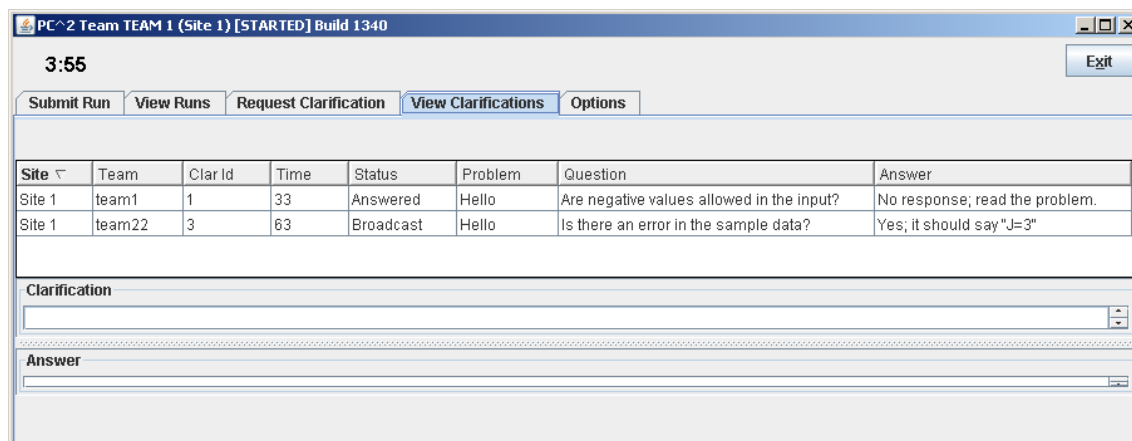 PC^2 Team TEAM 1 (Site 1) [STARTED] Build 1340
3:55 Exit
Submit Run View Runs Request Clarification View Clarifications Options
Site Team Clar Id Time Status Problem Question Answer
Site 1 team1 1 33 Answered Hello Are negative values allowed in the input? No response; read the problem.
Site 1 team22 3 63 Broadcast Hello Is there an error in the sample data? Yes; it should say "J=3"
Clarification
Answer